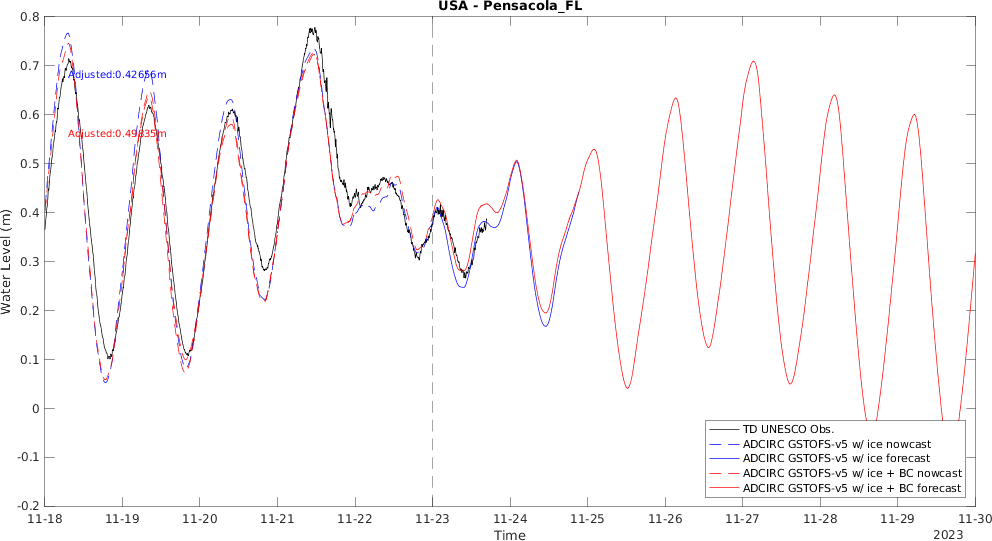 USA - Pensacola_FL
0.8
0.7
0.6
0.5
0.4
0.3
0.2
0.1
0
-0.1
-0.2
Water Level (m)
Adjusted:0.42656m
Adjusted:0.49835m
TD UNESCO Obs.
ADCIRC GSTOFS-v5 w/ ice nowcast
ADCIRC GSTOFS-v5 w/ ice forecast
ADCIRC GSTOFS-v5 w/ ice + BC nowcast
ADCIRC GSTOFS-v5 w/ ice + BC forecast
11-18 11-19 11-20 11-21 11-22 11-23 11-24 11-25 11-26 11-27 11-28 11-29 11-30
Time
2023